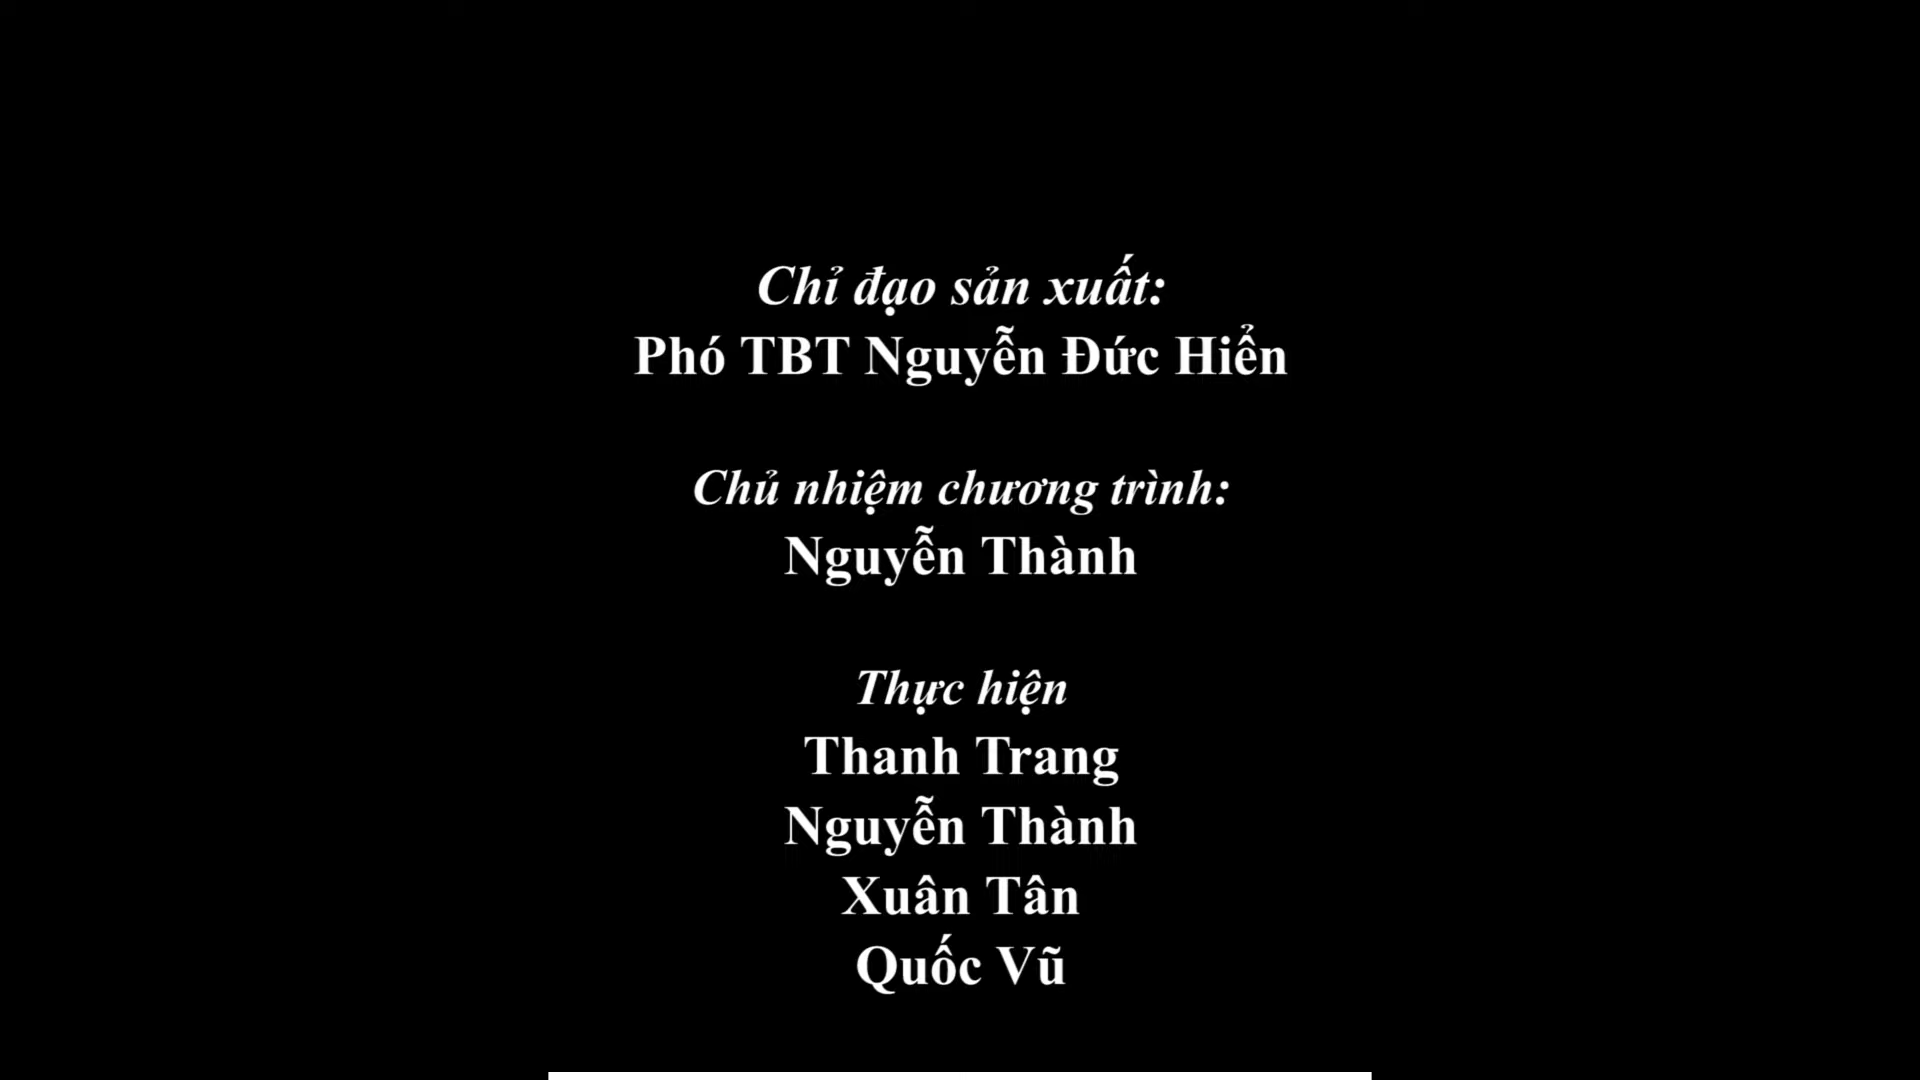 Chỉ đạo sản xuất:
Phó TBT Nguyễn Đức Hiển
Chủ nhiệm chương trình:
Nguyễn Thành
Thực hiện
Thanh Trang
Nguyễn Thành
Xuân Tân
Quốc Vũ